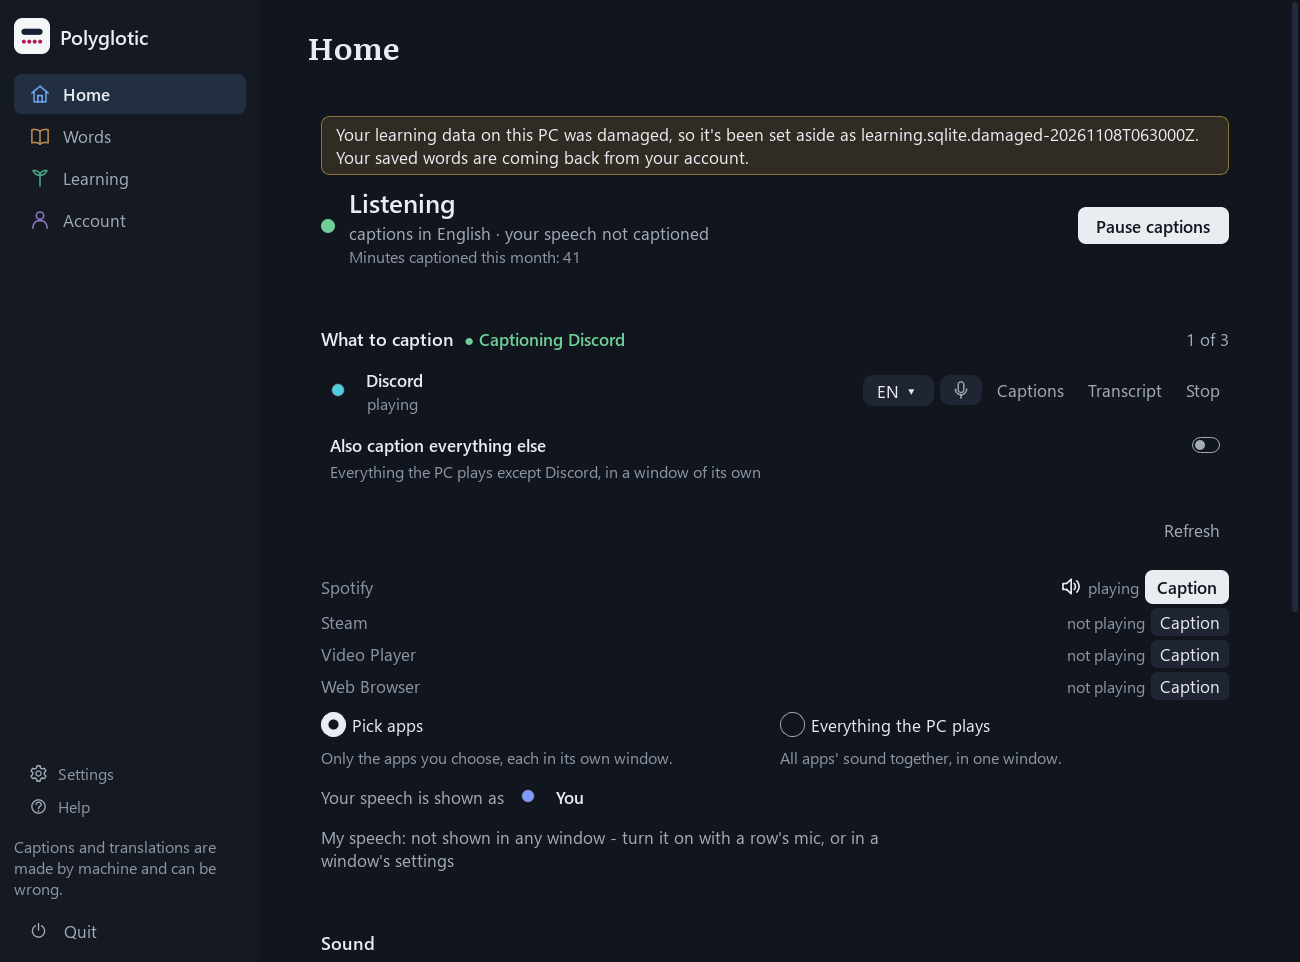 Polyglotic
Home
Words
Learning
Account
Settings
Help
Captions and translations are
made by machine and can be
wrong.
Quit
Home
Your learning data on this PC was damaged, so it's been set aside as learning.sqlite.damaged-20261108T063000Z.
Your saved words are coming back from your account.
Listening
captions in English · your speech not captioned
Minutes captioned this month: 41
Pause captions
What to caption ● Captioning Discord 1 of 3
Discord
playing
EN ▾ Captions Transcript Stop
Also caption everything else
Everything the PC plays except Discord, in a window of its own
Refresh
Spotify playing Caption
Steam not playing Caption
Video Player not playing Caption
Web Browser not playing Caption
Pick apps
Only the apps you choose, each in its own window.
Everything the PC plays
All apps' sound together, in one window.
Your speech is shown as You
My speech: not shown in any window - turn it on with a row's mic, or in a
window's settings
Sound